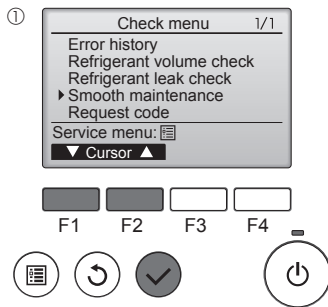 ①
Check menu 1/1
Error history
Refrigerant volume check
Refrigerant leak check
Smooth maintenance
Request code
Service menu:
▼ Cursor ▲
F1 F2 F3 F4